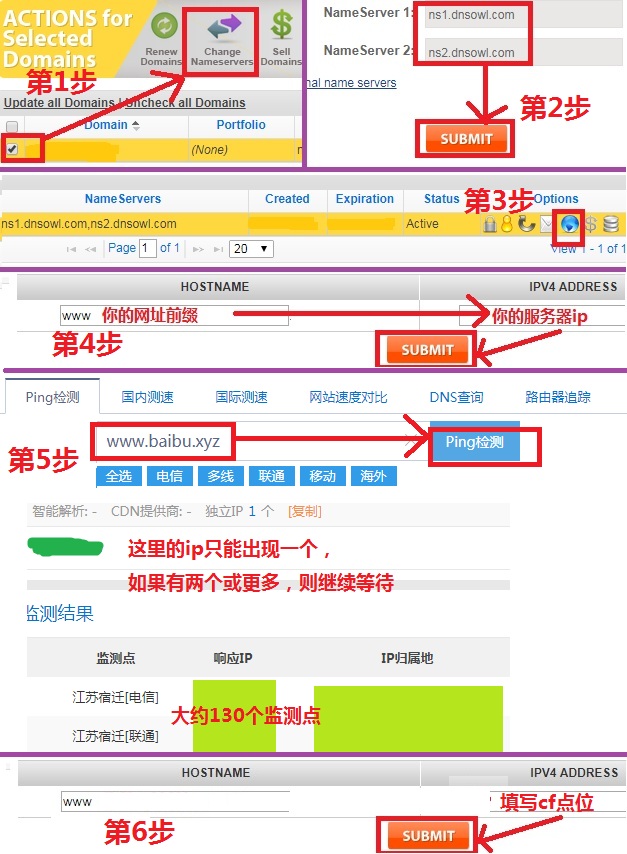 ACTIONS for
Selected
Domains
Renew
Domains
Change
Nameservers
Sell
Domains
第1步
Update all Domains | Uncheck all Domains
Domain
Portfolio
(None)
NameServer 1:
ns1.dnsowl.com
NameServer 2:
ns2.dnsowl.com
nal name servers
第2步
SUBMIT
NameServers
Created
Expiration
Status
Options
第3步
ns1.dnsowl.com,ns2.dnsowl.com
Active
Page 1 of 1
20
View 1 - 1 of 1
HOSTNAME
IPV4 ADDRESS
www
你的网址前缀
你的服务器ip
第4步
SUBMIT
Ping检测
国内测速
国际测速
网站速度对比
DNS查询
路由器追踪
第5步
www.baibu.xyz
Ping检测
全选
电信
多线
联通
移动
海外
智能解析: -
CDN提供商: -
独立IP 1 个
[复制]
这里的ip只能出现一个，
如果有两个或更多，则继续等待
监测结果
监测点
响应IP
IP归属地
江苏宿迁[电信]
大约130个监测点
江苏宿迁[联通]
HOSTNAME
IPV4 ADDRESS
www
填写cf点位
第6步
SUBMIT